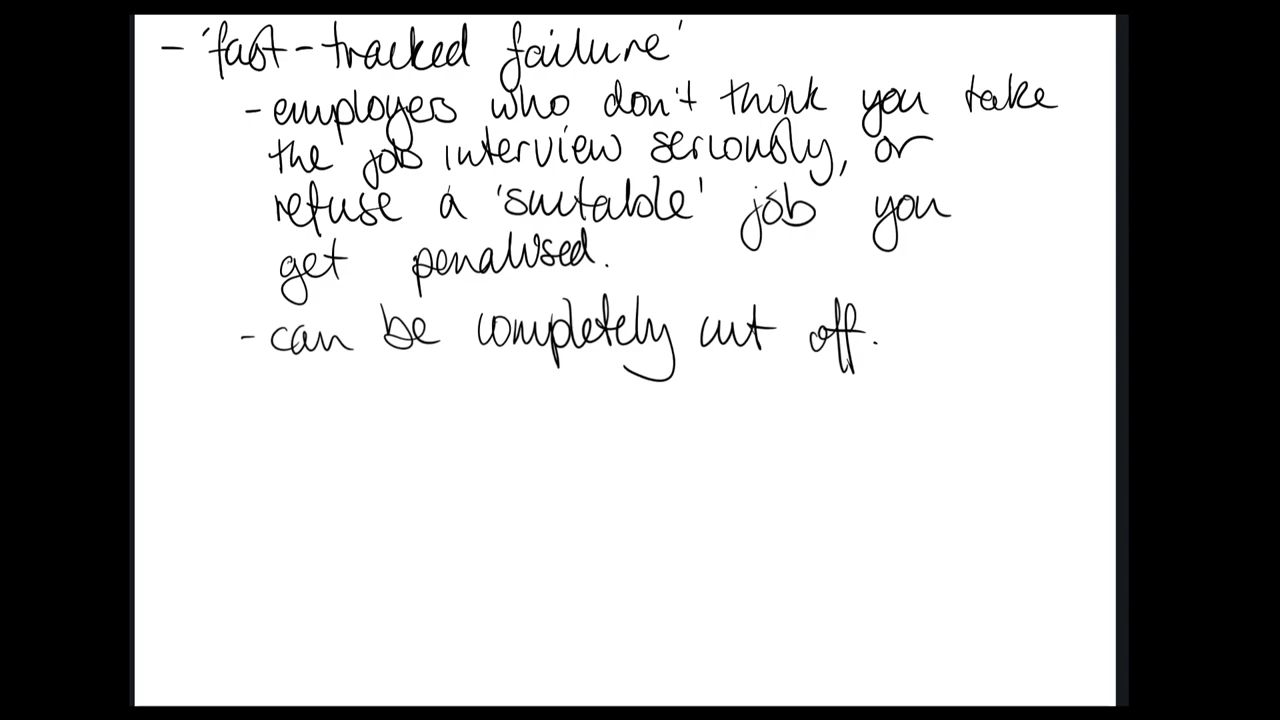 - 'fast-tracked failure'
- employers who don't think you take
the job interview seriously, or
refuse a 'suitable' job you
get penalised.
- can be completely cut off.